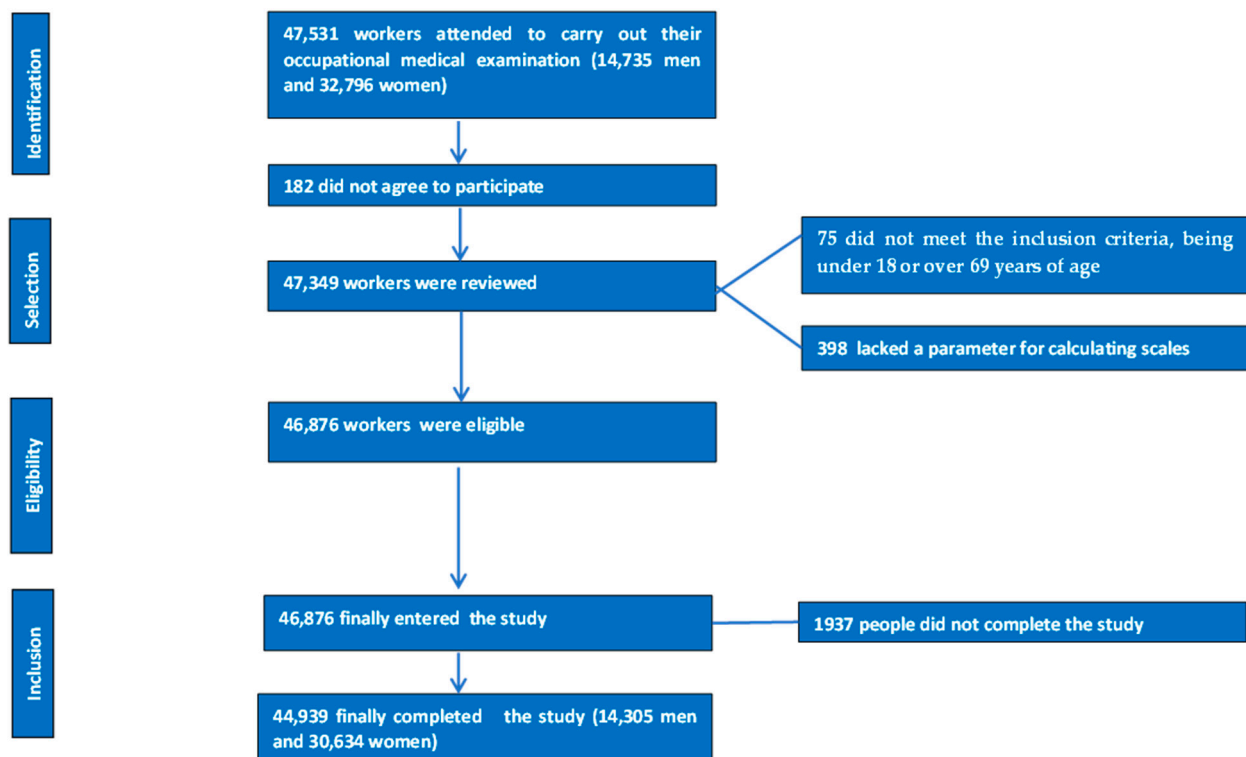 Identification
47,531 workers attended to carry out their
occupational medical examination (14,735 men
and 32,796 women)
182 did not agree to participate
Selection
47,349 workers were reviewed
75 did not meet the inclusion criteria, being
under 18 or over 69 years of age
398 lacked a parameter for calculating scales
Eligibility
46,876 workers were eligible
Inclusion
46,876 finally entered the study
1937 people did not complete the study
44,939 finally completed the study (14,305 men
and 30,634 women)